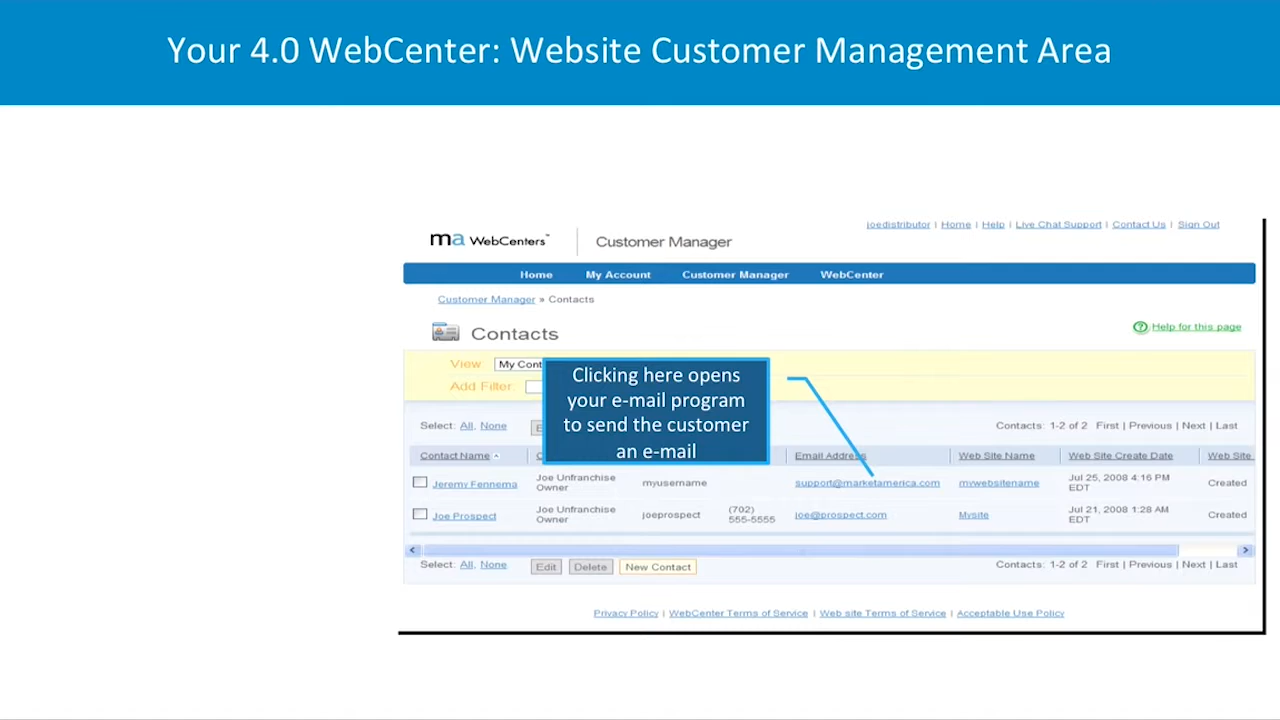 Your 4.0 WebCenter: Website Customer Management Area
joedistributor | Home | Help | Live Chat Support | Contact Us | Sign Out
ma WebCenters™ Customer Manager
Home My Account Customer Manager WebCenter
Customer Manager » Contacts
Contacts
? Help for this page
View: My Cont
Add Filter:
Clicking here opens
your e-mail program
to send the customer
an e-mail
Select: All, None
Contacts: 1-2 of 2 First | Previous | Next | Last
Contact Name Email Address Web Site Name Web Site Create Date Web Site
Jeremy Fennema Joe Unfranchise Owner myusername support@marketamerica.com mywebsitename Jul 25, 2008 4:16 PM EDT Created
Joe Prospect Joe Unfranchise Owner joeprospect (702) 555-5555 joe@prospect.com Mysite Jul 21, 2008 1:28 AM EDT Created
Select: All, None Edit Delete New Contact Contacts: 1-2 of 2 First | Previous | Next | Last
Privacy Policy | WebCenter Terms of Service | Web site Terms of Service | Acceptable Use Policy